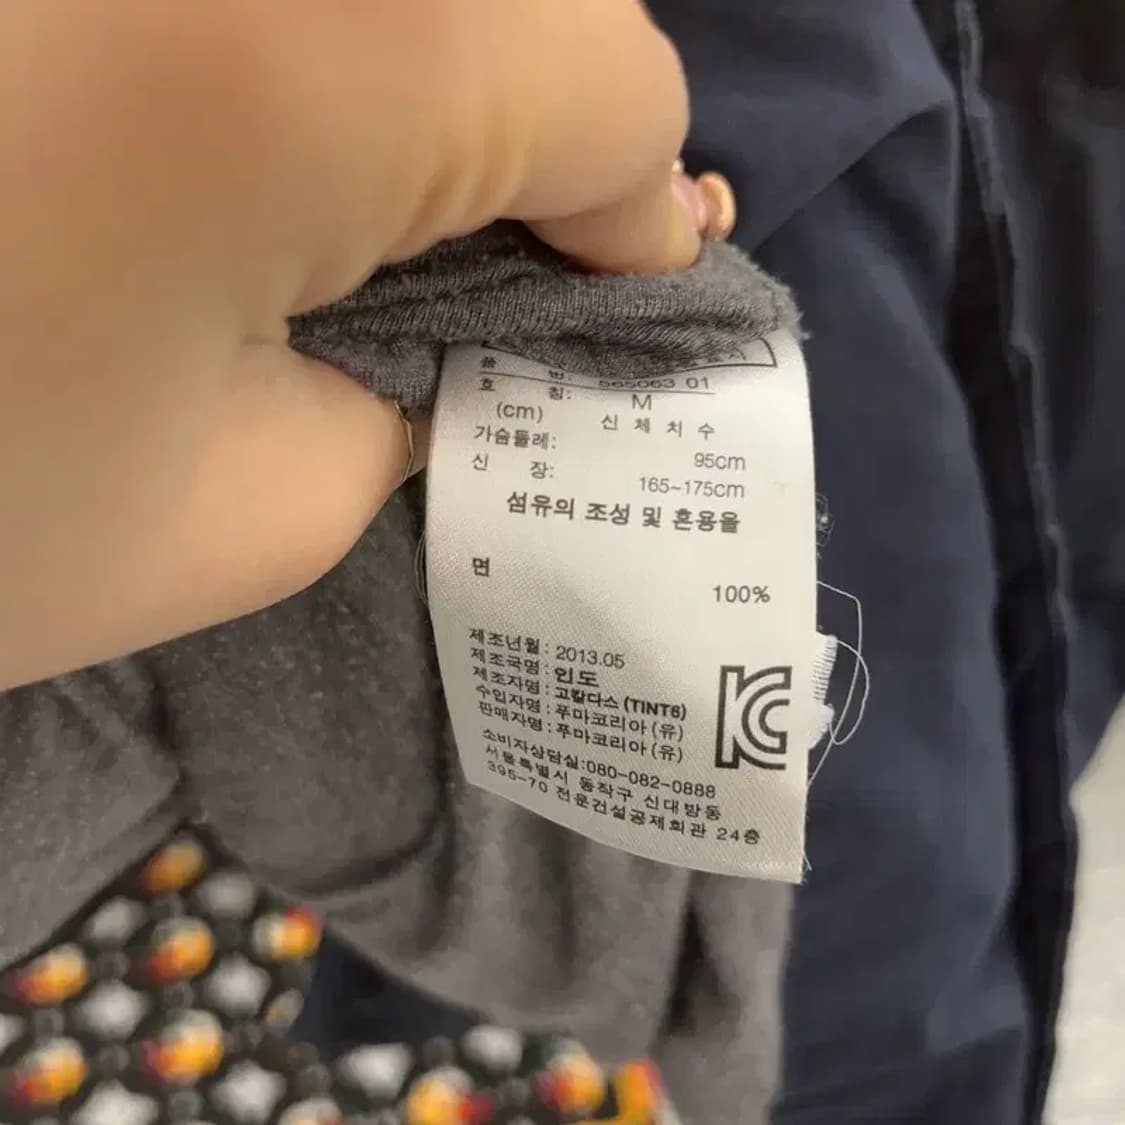 품 번: 565063 01
호 칭: M
(cm) 신 체 치 수
가슴둘레: 95cm
신 장: 165~175cm
섬유의 조성 및 혼용율
면 100%
제조년월: 2013.05
제조국명: 인도
제조자명: 고칼다스 (TINT6)
수입자명: 푸마코리아 (유)
판매자명: 푸마코리아 (유)
소비자상담실:080-082-0888
서울특별시 동작구 신대방동
395-70 전문건설공제회관 24층
KC